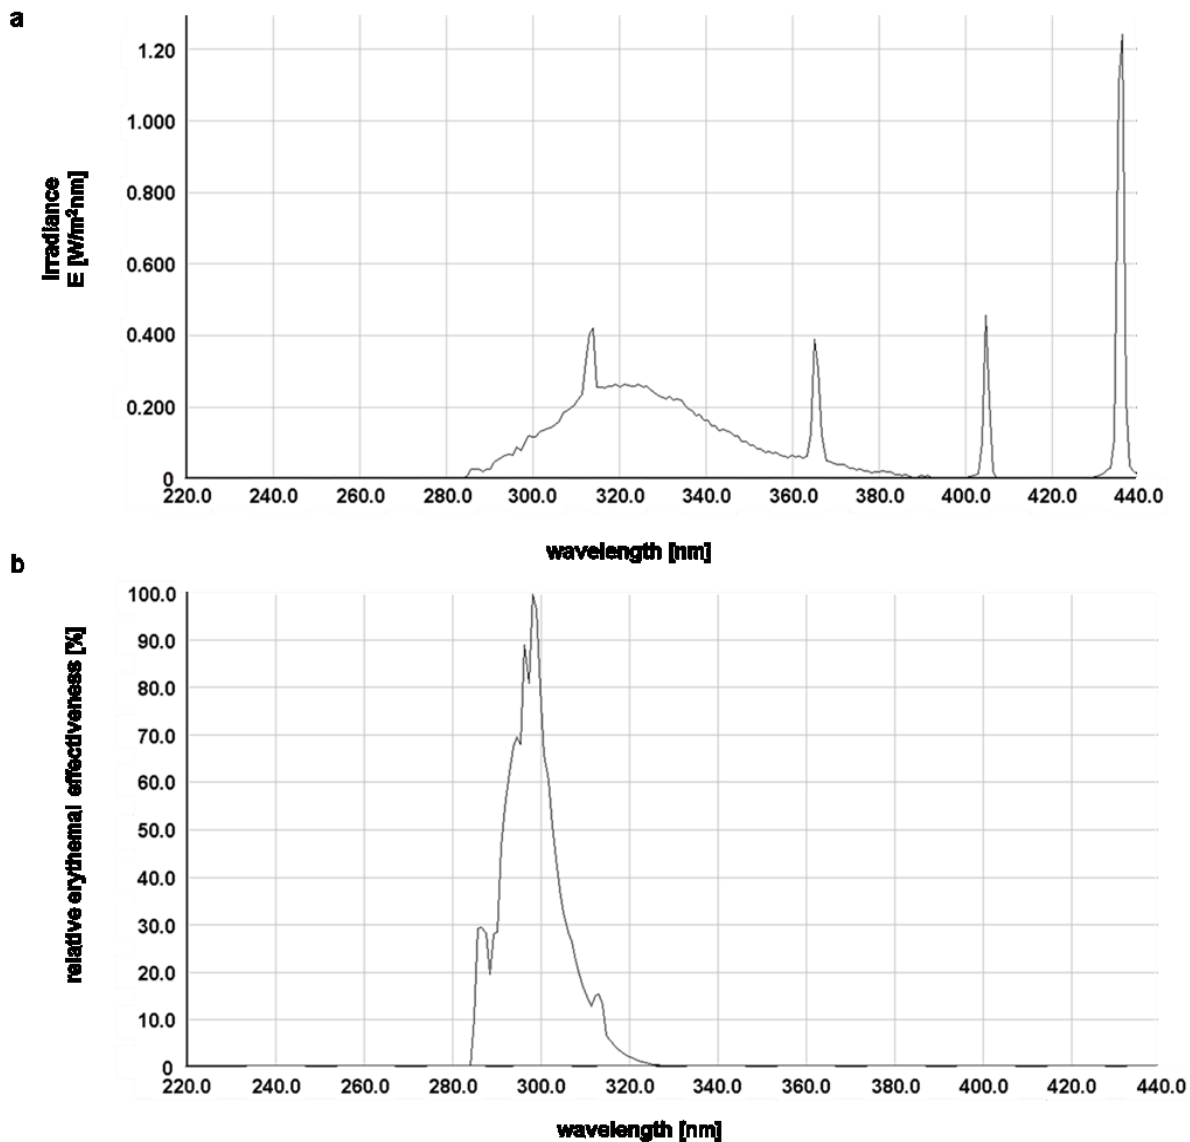 a
1.20
1.000
0.800
0.600
0.400
0.200
0
Irradiance
E [W/m²nm]
220.0 240.0 260.0 280.0 300.0 320.0 340.0 360.0 380.0 400.0 420.0 440.0
wavelength [nm]
b
100.0
90.0
80.0
70.0
60.0
50.0
40.0
30.0
20.0
10.0
0
relative erythemal effectiveness [%]
220.0 240.0 260.0 280.0 300.0 320.0 340.0 360.0 380.0 400.0 420.0 440.0
wavelength [nm]